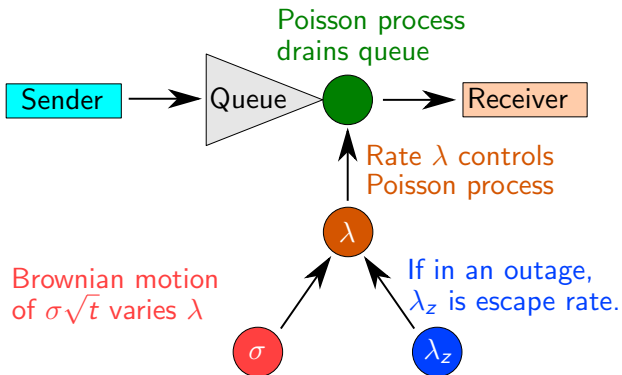 Poisson process
drains queue
Sender
Queue
Receiver
Rate λ controls
Poisson process
λ
Brownian motion
of σ√t varies λ
If in an outage,
λz is escape rate.
σ
λz